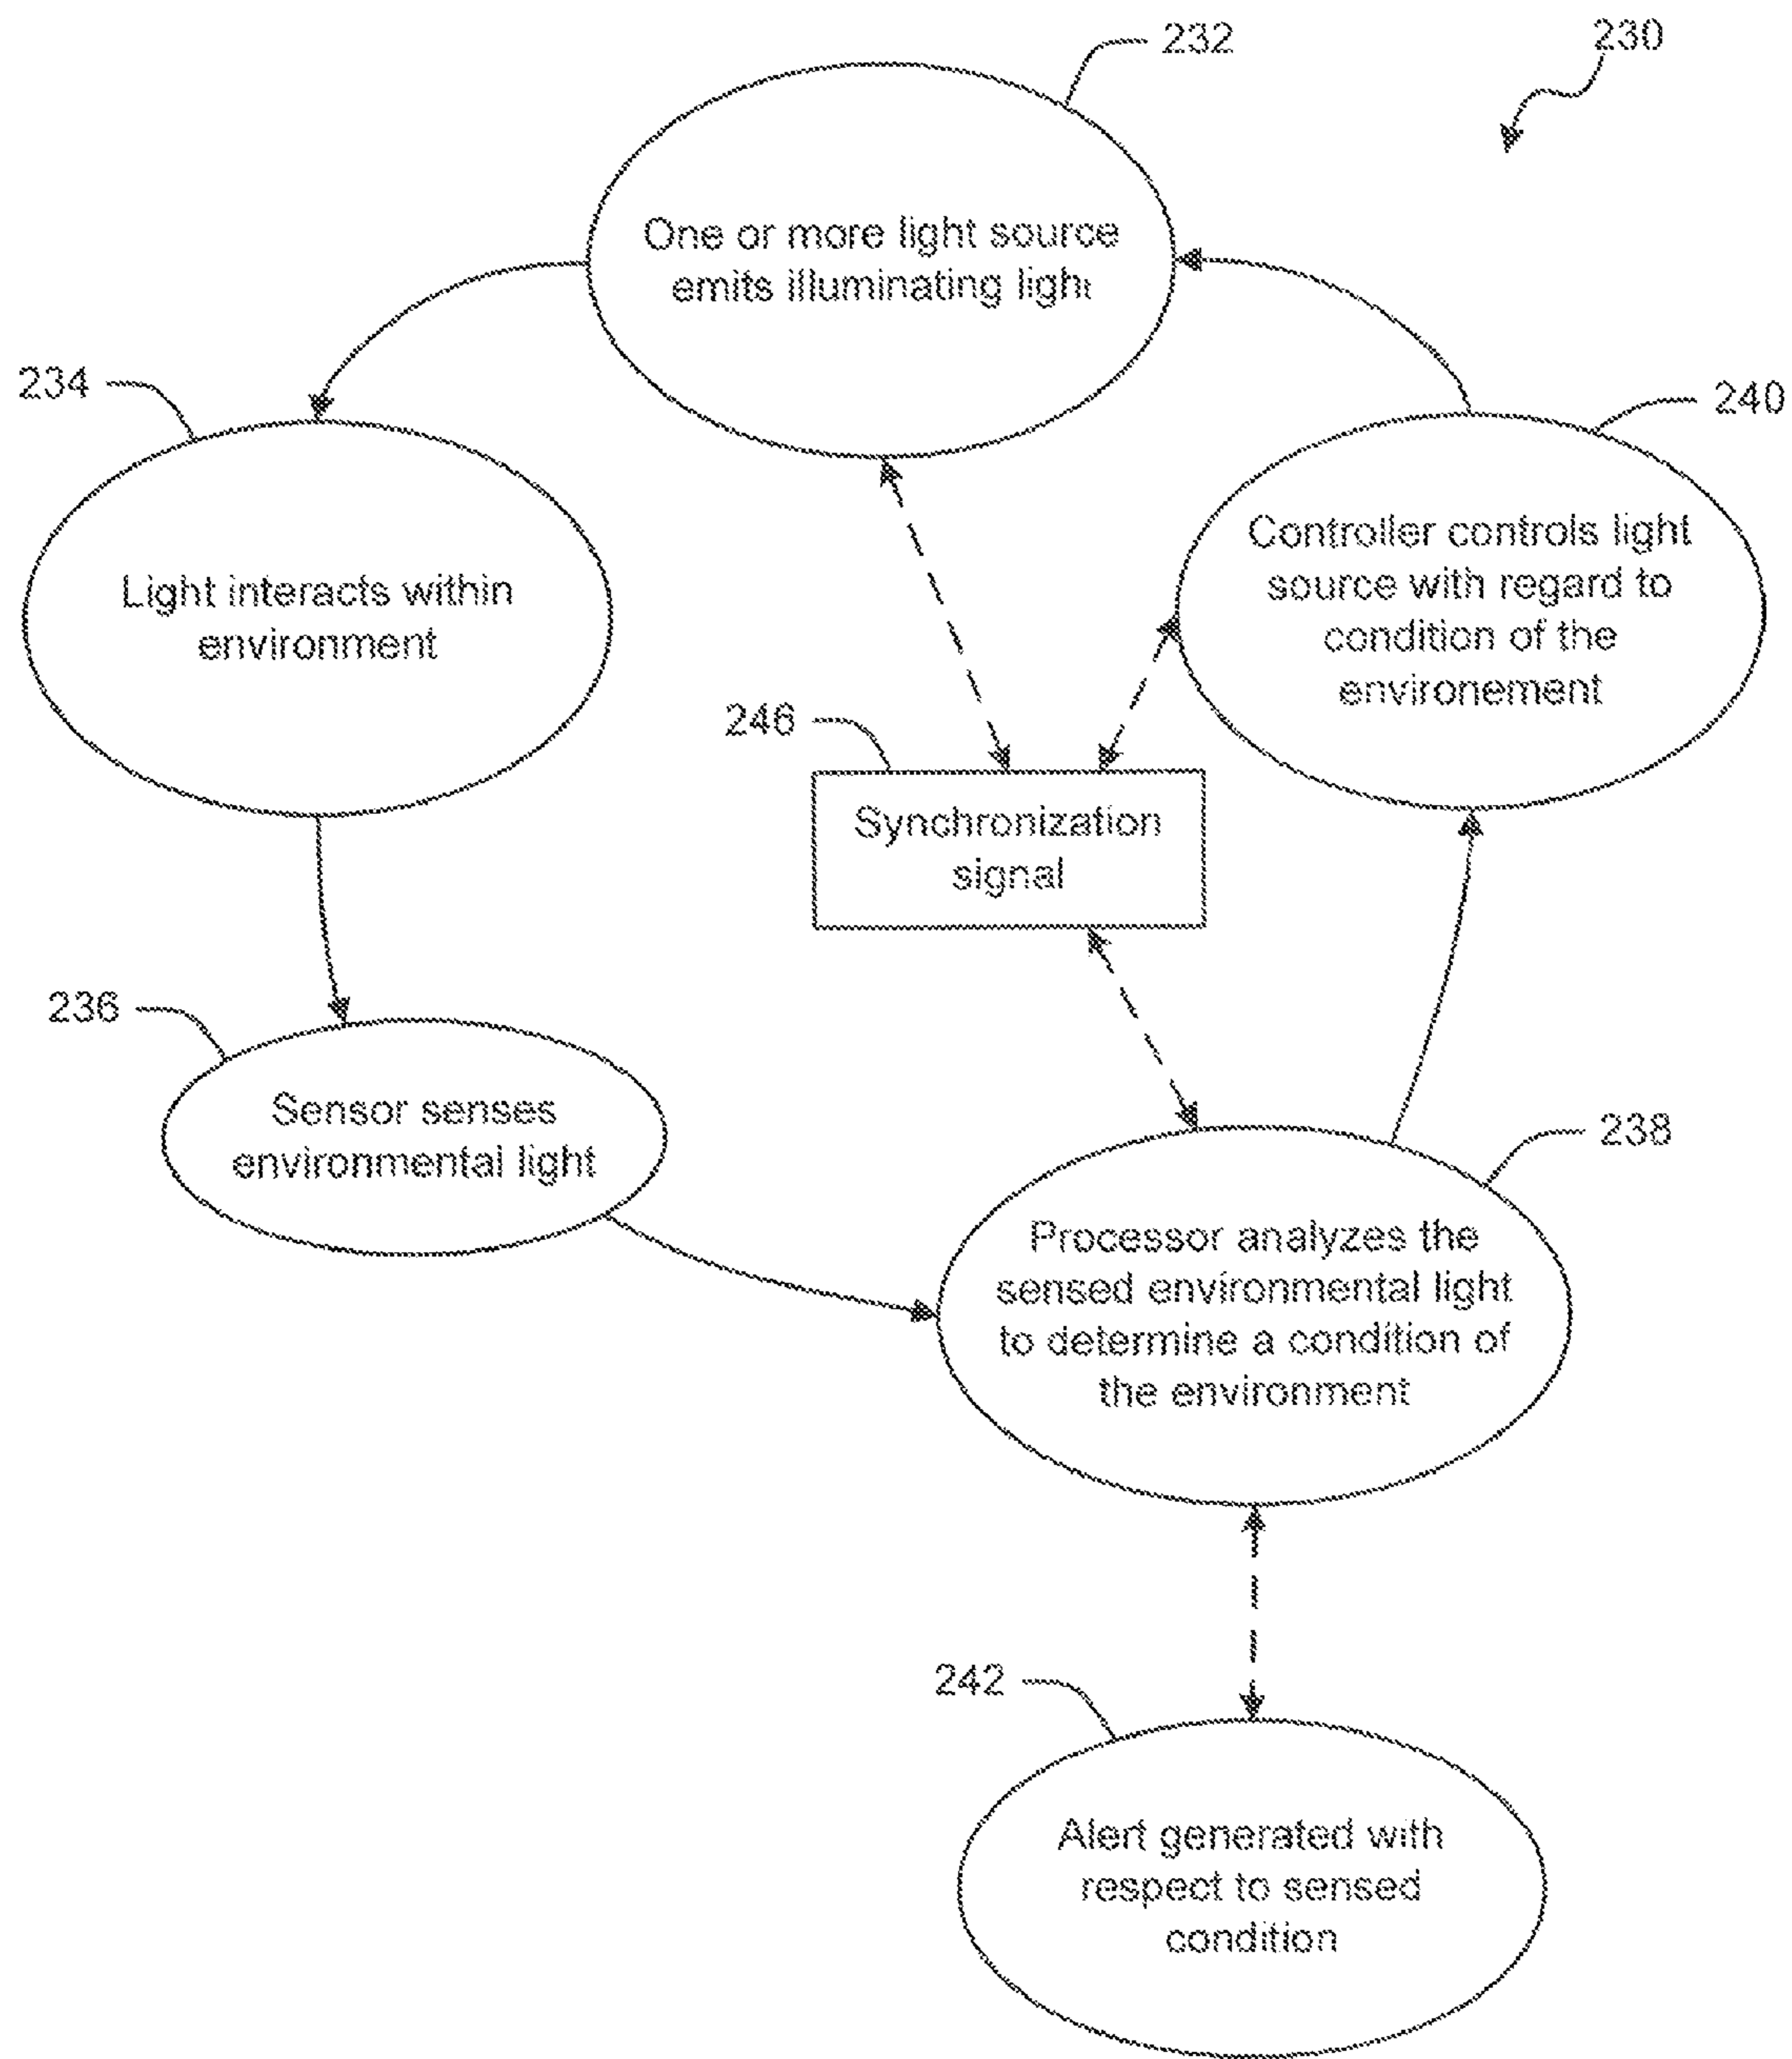 232
230
One or more light source
emits illuminating light
234
240
Light interacts within
environment
Controller controls light
source with regard to
condition of the
environement
246
Synchronization
signal
236
Sensor senses
environmental light
238
Processor analyzes the
sensed environmental light
to determine a condition of
the environment
242
Alert generated with
respect to sensed
condition